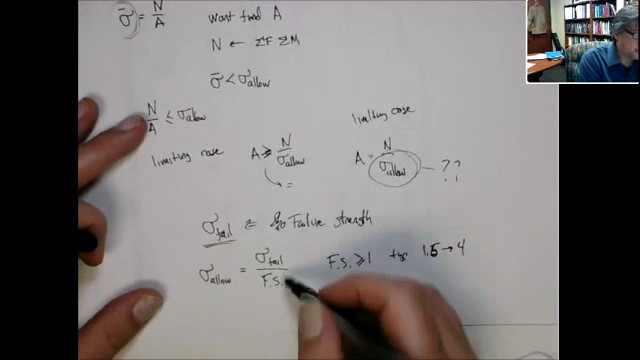 σ̄ = N/A want find A
N ← ΣF ΣM
σ̄ < σallow
N/A ≤ σallow
limiting case
limiting case A ≥ N/σallow A = N/σallow — ??
=
σfail = Failure strength
σallow = σfail/F.S. F.S. ≥ 1 typ 1.5 → 4